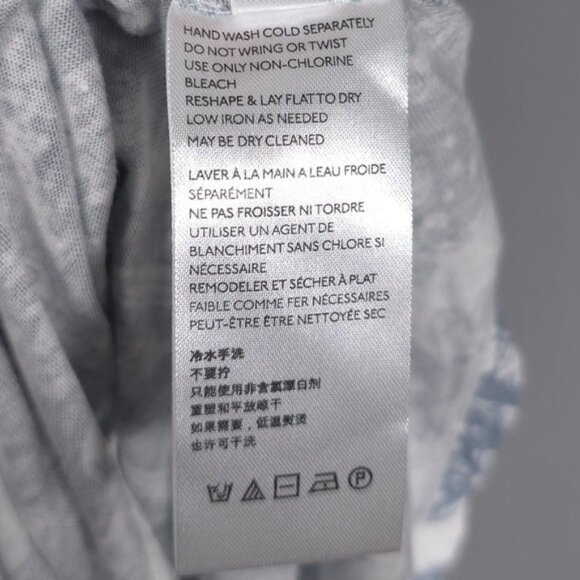 HAND WASH COLD SEPARATELY
DO NOT WRING OR TWIST
USE ONLY NON-CHLORINE
BLEACH
RESHAPE & LAY FLAT TO DRY
LOW IRON AS NEEDED
MAY BE DRY CLEANED
LAVER À LA MAIN A LEAU FROIDE
SÉPARÉMENT
NE PAS FROISSER NI TORDRE
UTILISER UN AGENT DE
BLANCHIMENT SANS CHLORE SI
NÉCESSAIRE
REMODELER ET SÉCHER À PLAT
FAIBLE COMME FER NÉCESSAIRES
PEUT-ÊTRE ÊTRE NETTOYÉE SEC
冷水手洗
不要拧
只能使用非含氯漂白剂
重塑和平放晾干
如果需要，低温熨烫
也许可干洗
P